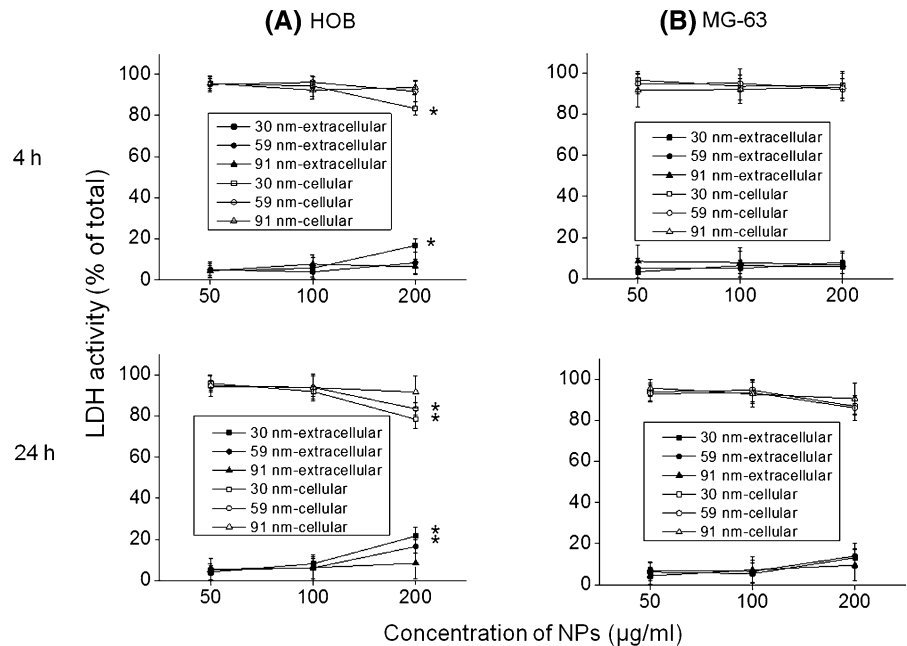 (A) HOB
(B) MG-63
4 h
24 h
LDH activity (% of total)
100
80
60
40
20
0
50 100 200
30 nm-extracellular
59 nm-extracellular
91 nm-extracellular
30 nm-cellular
59 nm-cellular
91 nm-cellular
*
*
100
80
60
40
20
0
50 100 200
30 nm-extracellular
59 nm-extracellular
91 nm-extracellular
30 nm-cellular
59 nm-cellular
91 nm-cellular
100
80
60
40
20
0
50 100 200
30 nm-extracellular
59 nm-extracellular
91 nm-extracellular
30 nm-cellular
59 nm-cellular
91 nm-cellular
*
*
*
*
100
80
60
40
20
0
50 100 200
30 nm-extracellular
59 nm-extracellular
91 nm-extracellular
30 nm-cellular
59 nm-cellular
91 nm-cellular
Concentration of NPs (µg/ml)